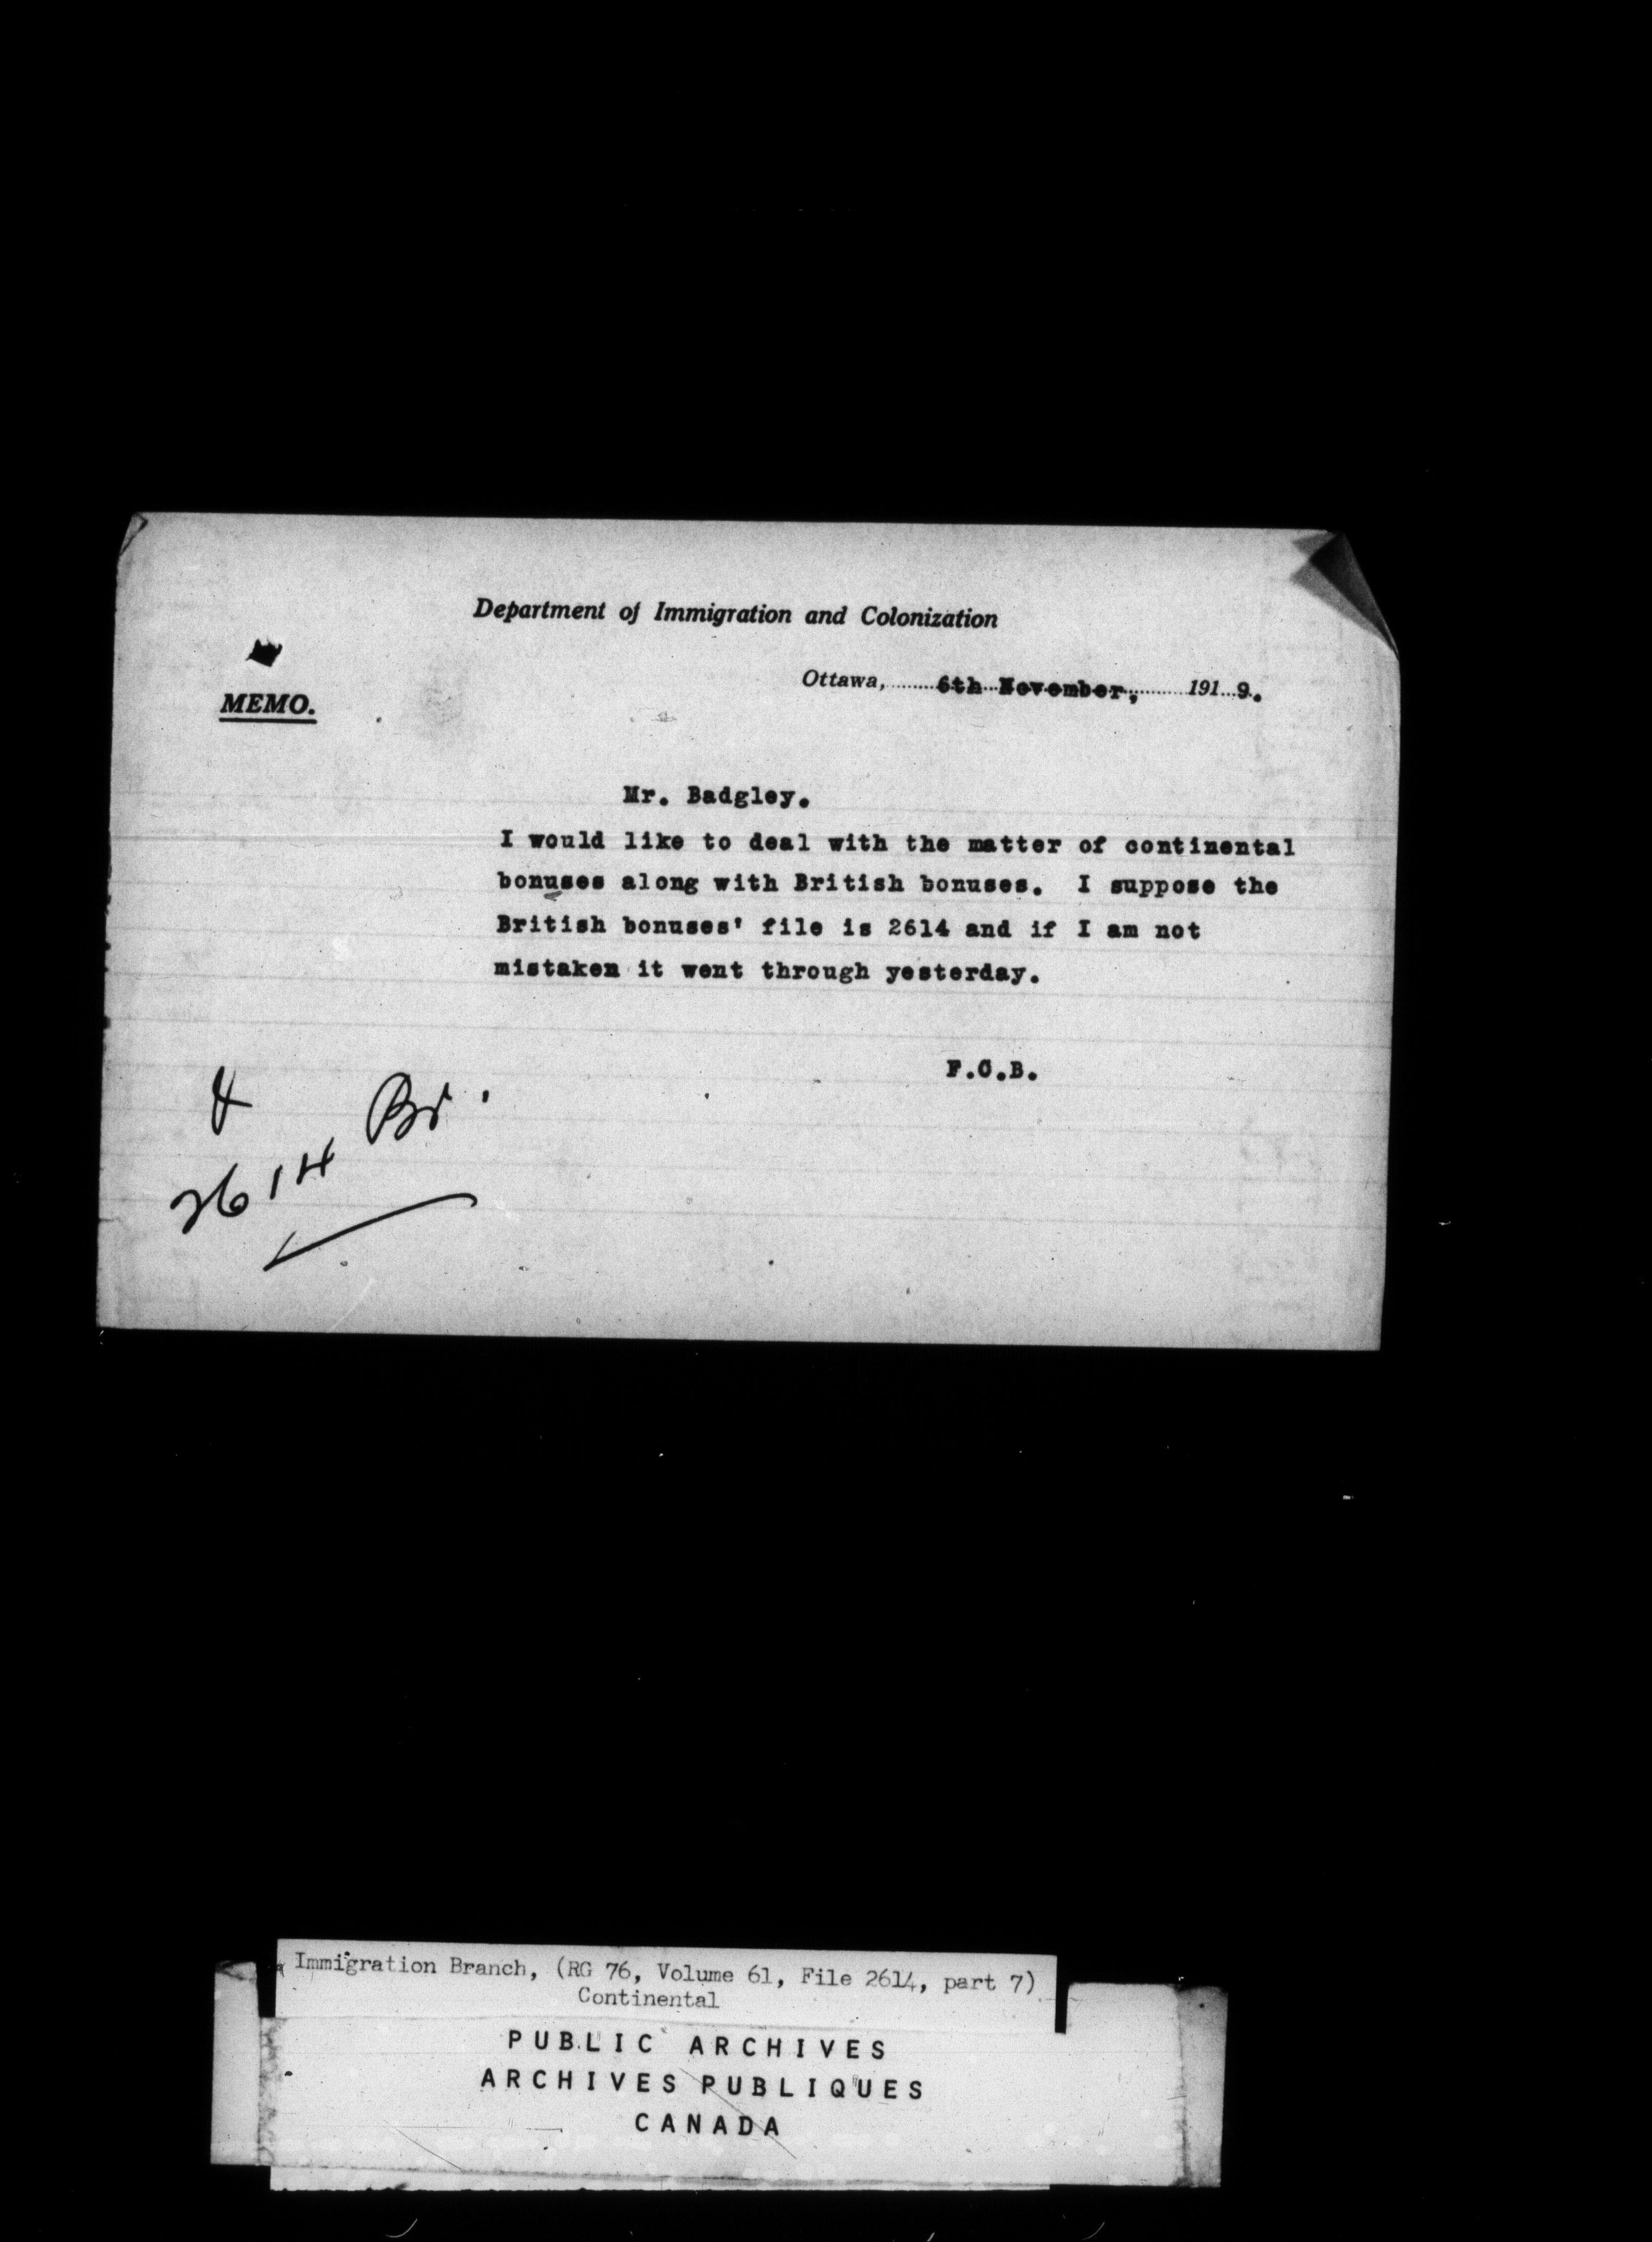 Department of Immigration and Colonization
Ottawa, 6th November, 1919.
MEMO.
Mr. Badgley.
I would like to deal with the matter of continental
bonuses along with British bonuses. I suppose the
British bonuses' file is 2614 and if I am not
mistaken it went through yesterday.
F.C.B.
& Br.
2614
Immigration Branch, (RG 76, Volume 61, File 2614, part 7)
Continental
PUBLIC ARCHIVES
ARCHIVES PUBLIQUES
CANADA